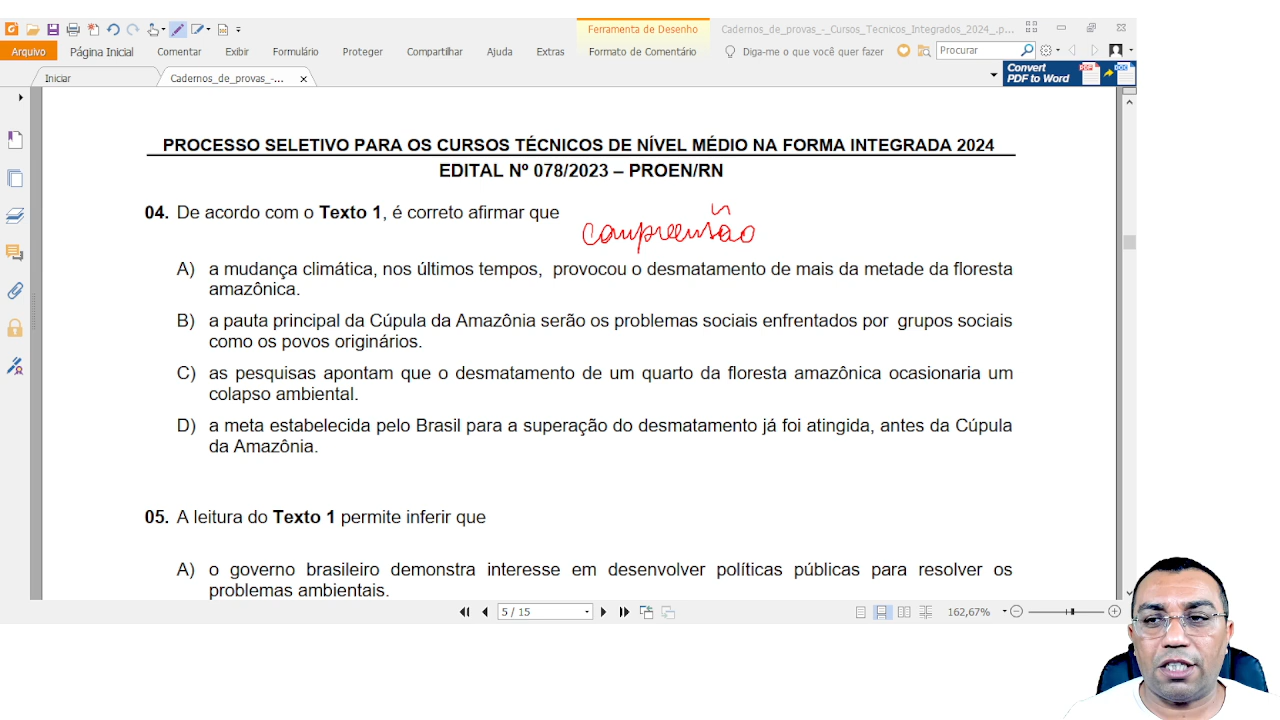 Ferramenta de Desenho
Cadernos_de_provas_-_Cursos_Tecnicos_Integrados_2024_.p...
Arquivo Página Inicial Comentar Exibir Formulário Proteger Compartilhar Ajuda Extras Formato de Comentário Diga-me o que você quer fazer Procurar
Iniciar Cadernos_de_provas_-...
Convert PDF to Word
PROCESSO SELETIVO PARA OS CURSOS TÉCNICOS DE NÍVEL MÉDIO NA FORMA INTEGRADA 2024
EDITAL Nº 078/2023 – PROEN/RN
04. De acordo com o Texto 1, é correto afirmar que
compreensão
A) a mudança climática, nos últimos tempos, provocou o desmatamento de mais da metade da floresta
amazônica.
B) a pauta principal da Cúpula da Amazônia serão os problemas sociais enfrentados por grupos sociais
como os povos originários.
C) as pesquisas apontam que o desmatamento de um quarto da floresta amazônica ocasionaria um
colapso ambiental.
D) a meta estabelecida pelo Brasil para a superação do desmatamento já foi atingida, antes da Cúpula
da Amazônia.
05. A leitura do Texto 1 permite inferir que
A) o governo brasileiro demonstra interesse em desenvolver políticas públicas para resolver os
problemas ambientais.
5 / 15
162,67%